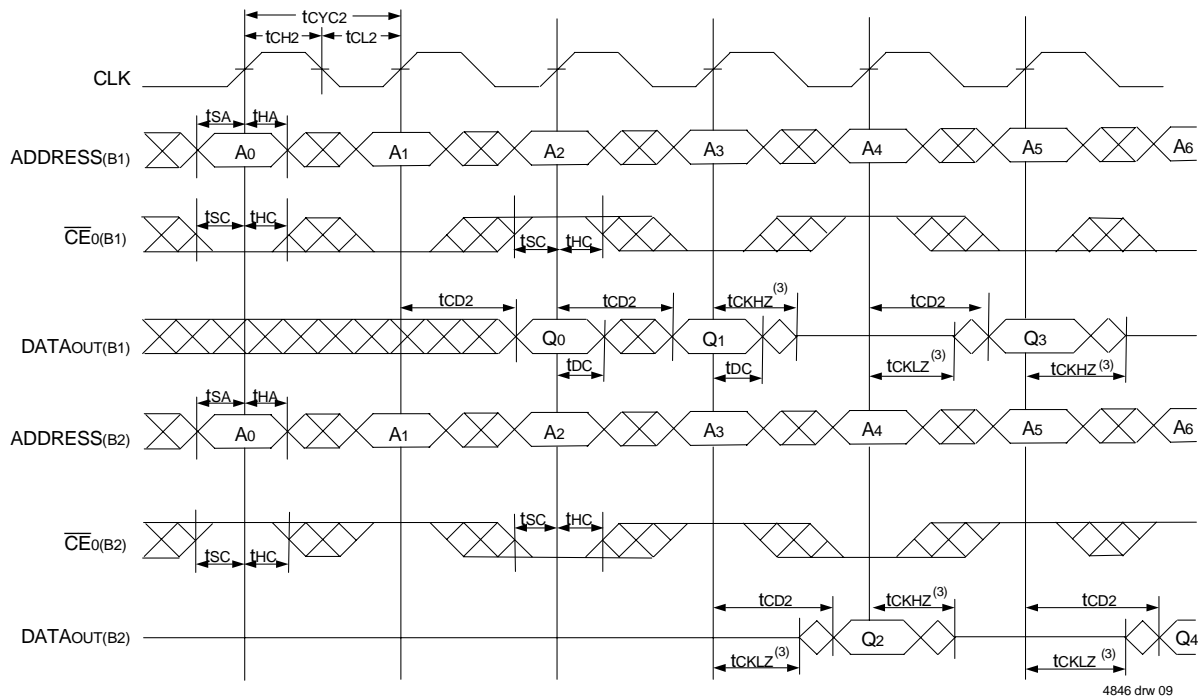 tCYC2
tCH2 tCL2
CLK
tSA tHA
ADDRESS(B1) A0 A1 A2 A3 A4 A5 A6
tSC tHC
CE0(B1)
tSC tHC
tCD2 tCD2 tCKHZ(3) tCD2
DATAOUT(B1) Q0 Q1 Q3
tDC tDC tCKLZ(3) tCKHZ(3)
tSA tHA
ADDRESS(B2) A0 A1 A2 A3 A4 A5 A6
tSC tHC
CE0(B2)
tSC tHC
tCD2 tCKHZ(3) tCD2
DATAOUT(B2) Q2 Q4
tCKLZ(3) tCKLZ(3)
4846 drw 09